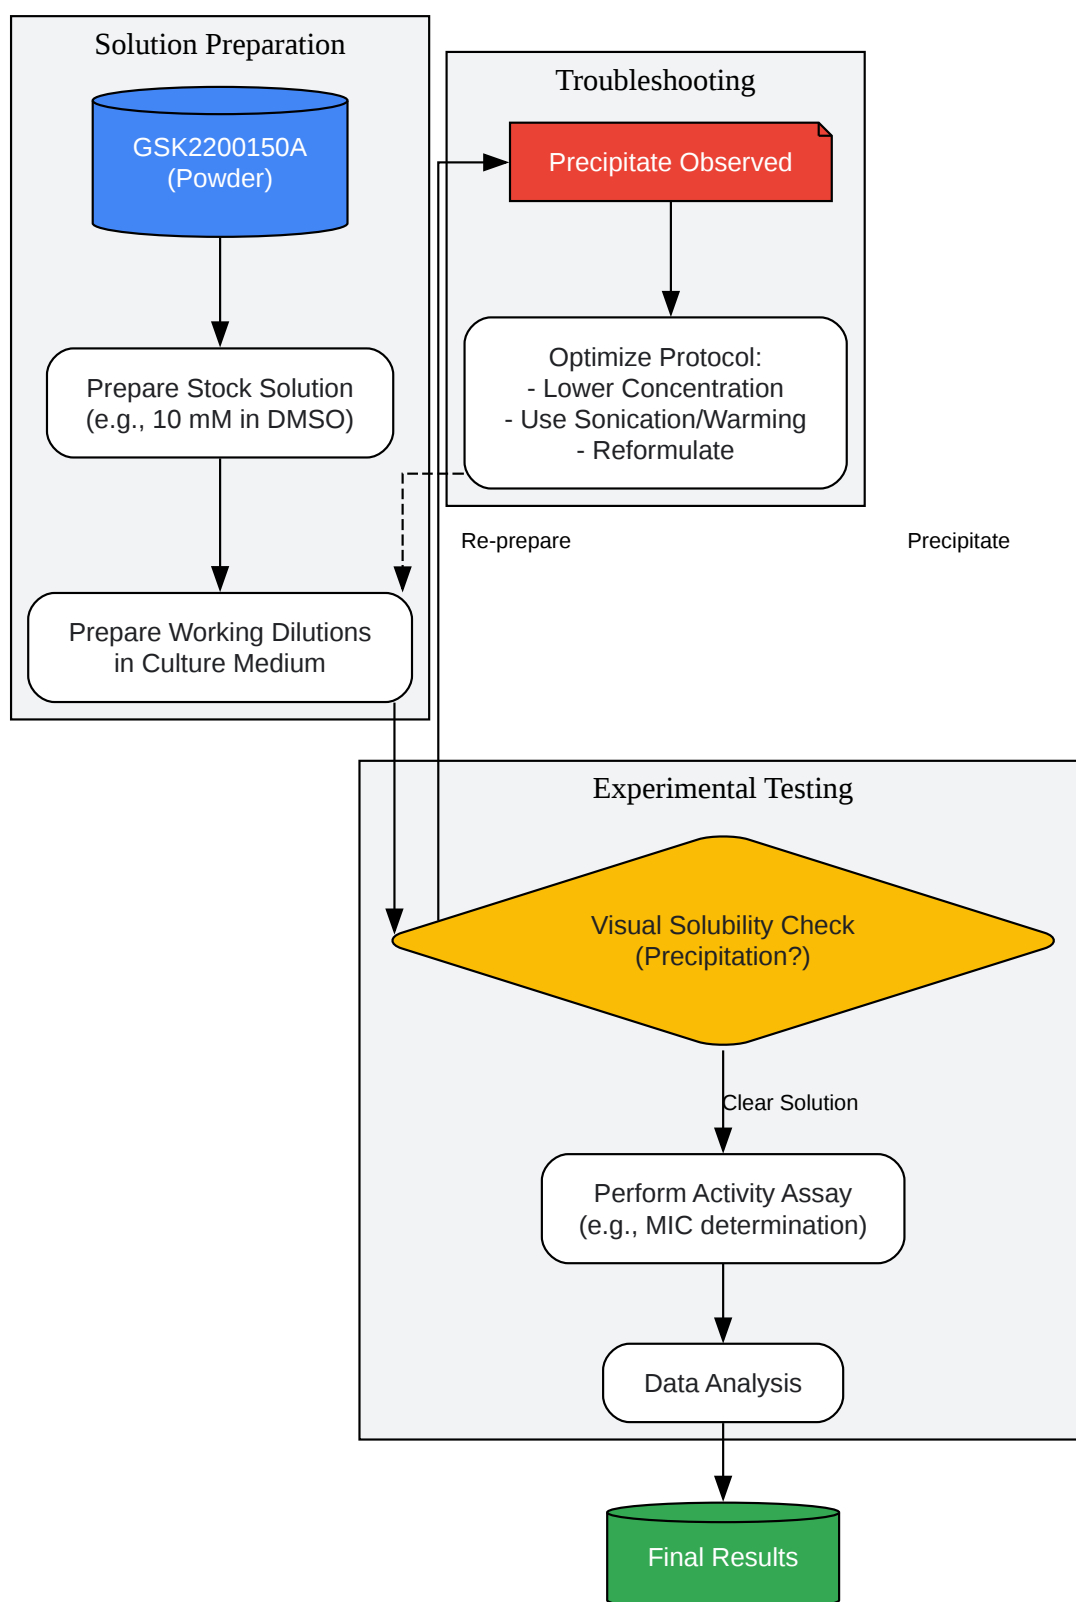 Solution Preparation
GSK2200150A
(Powder)
Prepare Stock Solution
(e.g., 10 mM in DMSO)
Prepare Working Dilutions
in Culture Medium
Troubleshooting
Precipitate Observed
Optimize Protocol:
- Lower Concentration
- Use Sonication/Warming
- Reformulate
Re-prepare
Precipitate
Experimental Testing
Visual Solubility Check
(Precipitation?)
Clear Solution
Perform Activity Assay
(e.g., MIC determination)
Data Analysis
Final Results